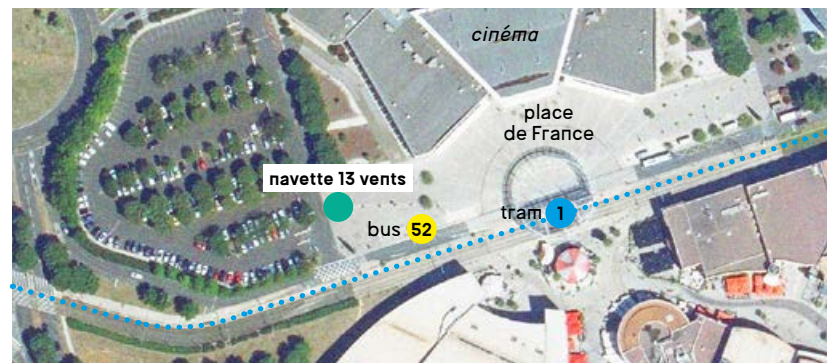 cinéma
place
de France
navette 13 vents
tram 1
bus 52